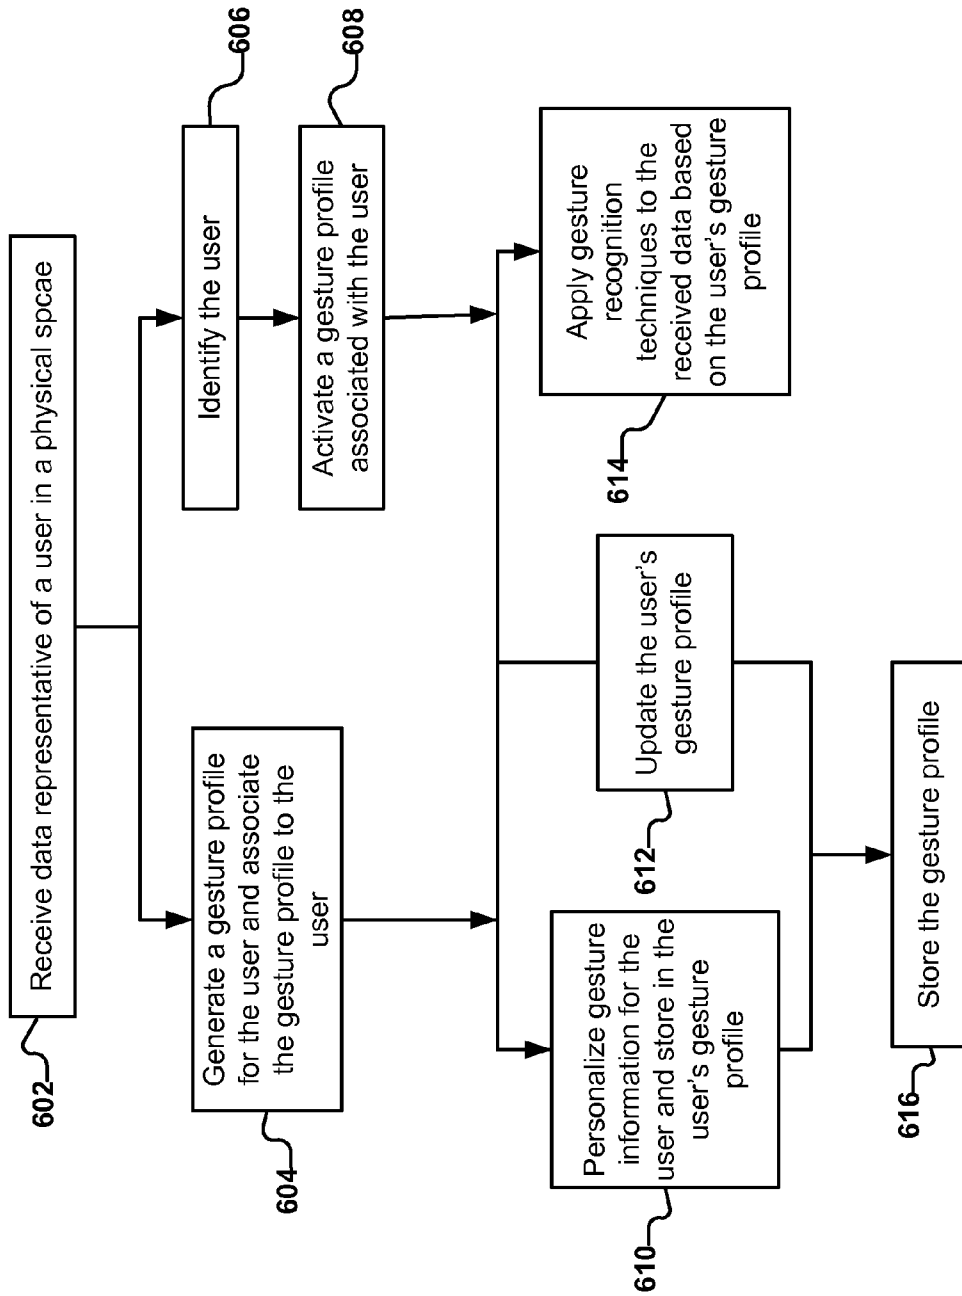 602
Receive data representative of a user in a physical spcae
604
Generate a gesture profile
for the user and associate
the gesture profile to the
user
606
Identify the user
608
Activate a gesture profile
associated with the user
610
Personalize gesture
information for the
user and store in the
user's gesture
profile
612
Update the user's
gesture profile
614
Apply gesture
recognition
techniques to the
received data based
on the user's gesture
profile
616
Store the gesture profile